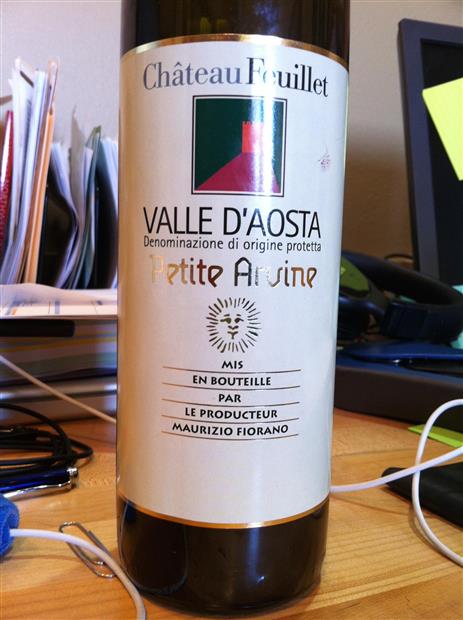 Château Feuillet
VALLE D'AOSTA
Denominazione di origine protetta
Petite Arvine
MIS
EN BOUTEILLE
PAR
LE PRODUCTEUR
MAURIZIO FIORANO